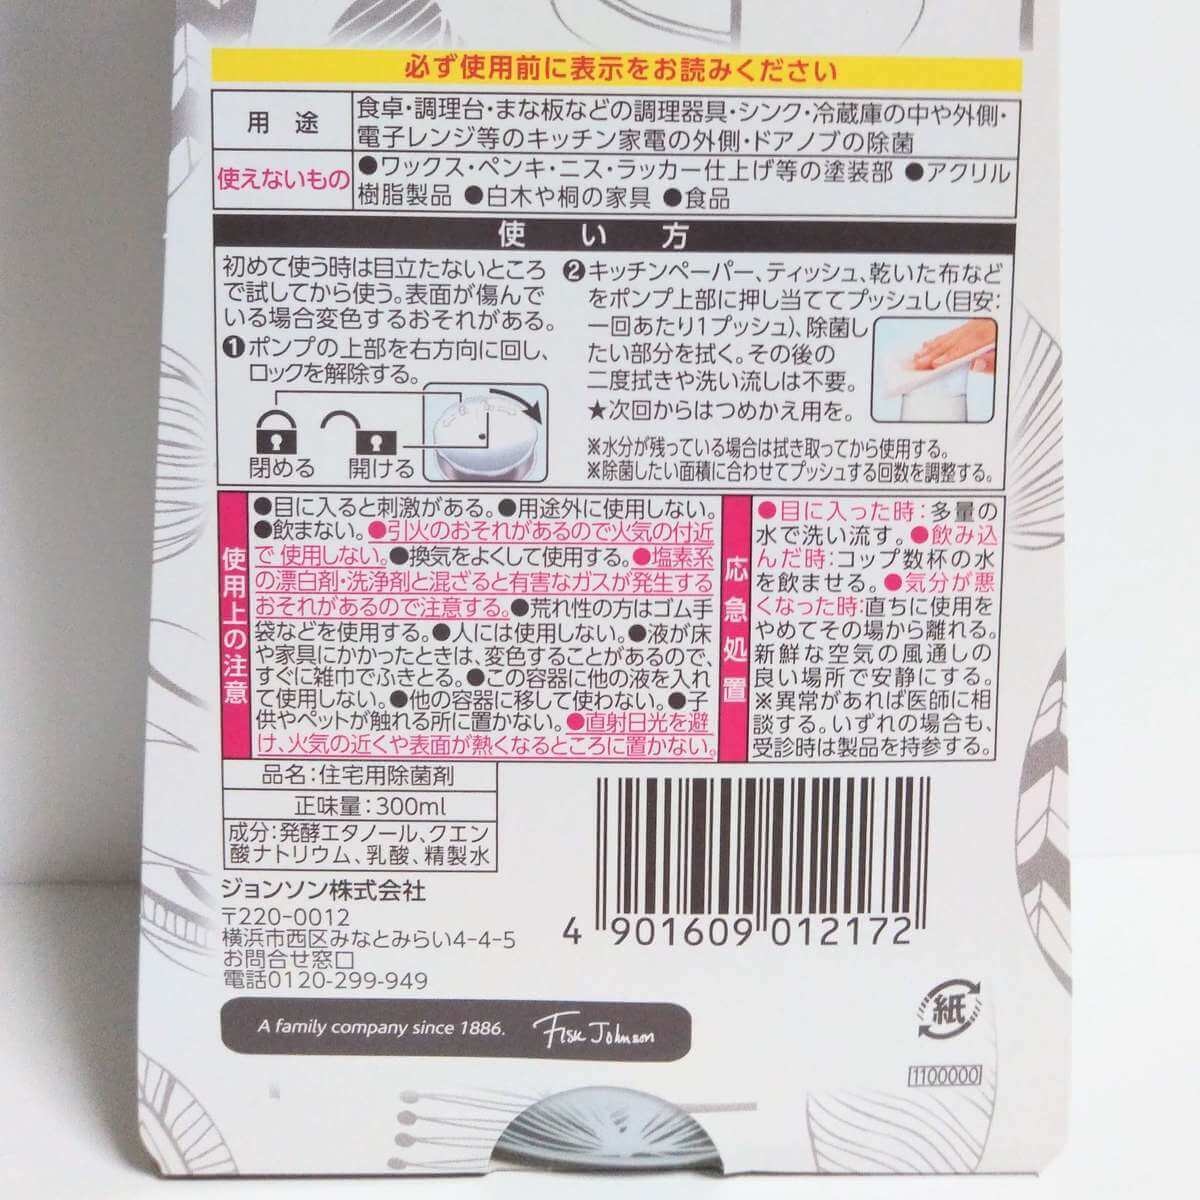 必ず使用前に表示をお読みください
用途
食卓・調理台・まな板などの調理器具・シンク・冷蔵庫の中や外側・
電子レンジ等のキッチン家電の外側・ドアノブの除菌
使えないもの
●ワックス・ペンキ・ニス・ラッカー仕上げ等の塗装部 ●アクリル
樹脂製品 ●白木や桐の家具 ●食品
使い方
初めて使う時は目立たないところ
で試してから使う。表面が傷んで
いる場合変色するおそれがある。
❶ポンプの上部を右方向に回し、
ロックを解除する。
閉める 開ける
❷キッチンペーパー、ティッシュ、乾いた布など
をポンプ上部に押し当ててプッシュし(目安:
一回あたり1プッシュ)、除菌し
たい部分を拭く。その後の
二度拭きや洗い流しは不要。
★次回からはつめかえ用を。
※水分が残っている場合は拭き取ってから使用する。
※除菌したい面積に合わせてプッシュする回数を調整する。
使用上の注意
●目に入ると刺激がある。●用途外に使用しない。
●飲まない。●引火のおそれがあるので火気の付近
で使用しない。●換気をよくして使用する。●塩素系
の漂白剤・洗浄剤と混ざると有害なガスが発生する
おそれがあるので注意する。●荒れ性の方はゴム手
袋などを使用する。●人には使用しない。●液が床
や家具にかかったときは、変色することがあるので、
すぐに雑巾でふきとる。●この容器に他の液を入れ
て使用しない。●他の容器に移して使わない。●子
供やペットが触れる所に置かない。●直射日光を避
け、火気の近くや表面が熱くなるところに置かない。
応急処置
●目に入った時:多量の
水で洗い流す。●飲み込
んだ時:コップ数杯の水
を飲ませる。●気分が悪
くなった時:直ちに使用を
やめてその場から離れる。
新鮮な空気の風通しの
良い場所で安静にする。
※異常があれば医師に相
談する。いずれの場合も、
受診時は製品を持参する。
品名:住宅用除菌剤
正味量:300ml
成分:発酵エタノール、クエン
酸ナトリウム、乳酸、精製水
ジョンソン株式会社
〒220-0012
横浜市西区みなとみらい4-4-5
お問合せ窓口
電話0120-299-949
4 901609 012172
紙
A family company since 1886. Fisk Johnson
1100000